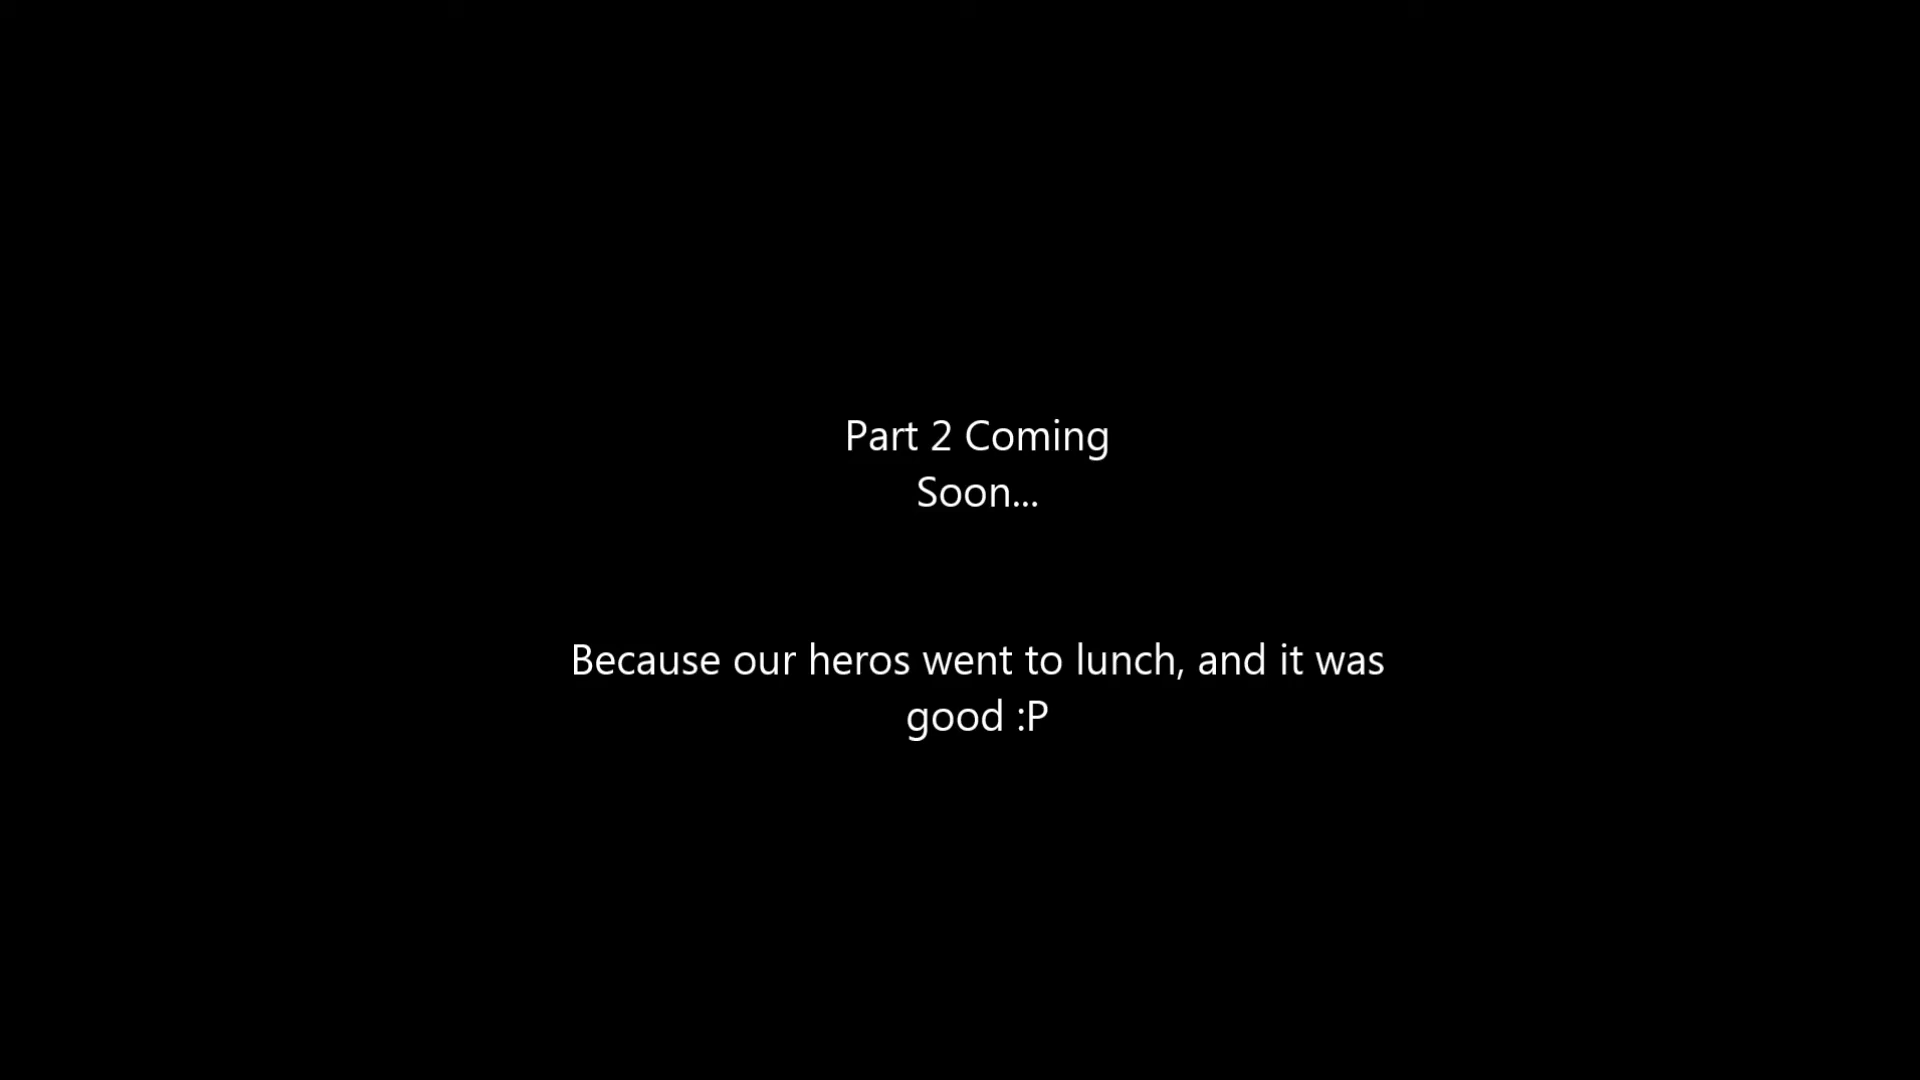 Part 2 Coming
Soon...
Because our heros went to lunch, and it was
good :P